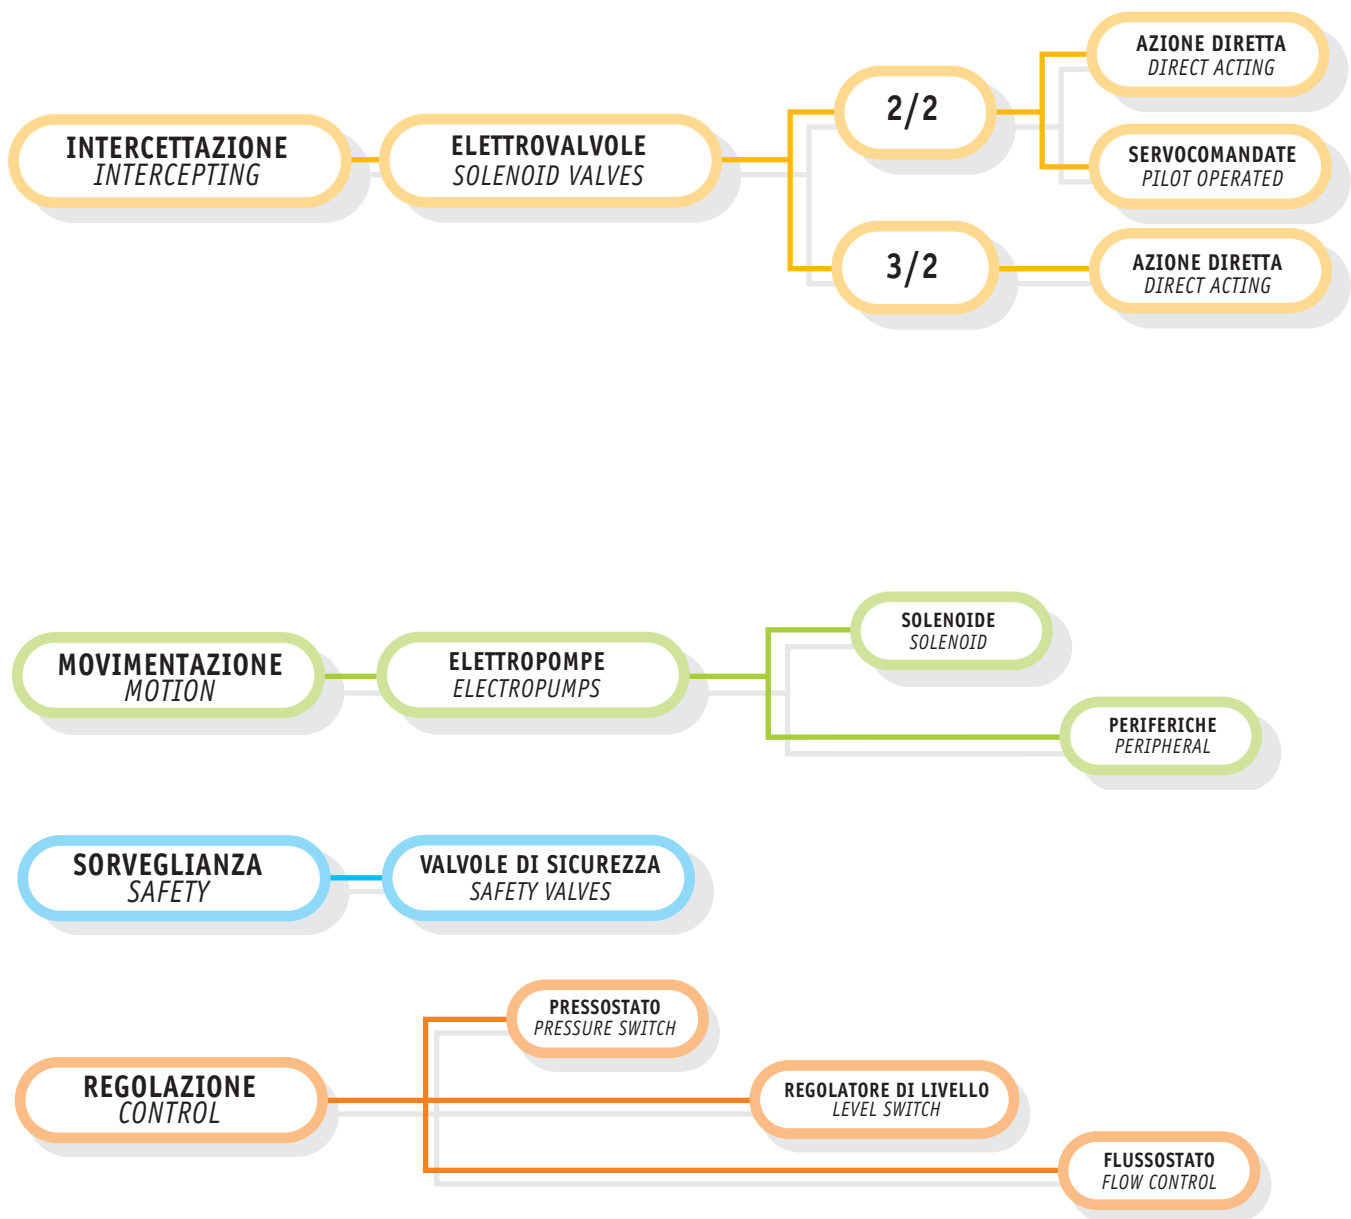 INTERCETTAZIONE
INTERCEPTING
ELETTROVALVOLE
SOLENOID VALVES
2/2
AZIONE DIRETTA
DIRECT ACTING
SERVOCOMANDATE
PILOT OPERATED
3/2
AZIONE DIRETTA
DIRECT ACTING
MOVIMENTAZIONE
MOTION
ELETTROPOMPE
ELECTROPUMPS
SOLENOIDE
SOLENOID
PERIFERICHE
PERIPHERAL
SORVEGLIANZA
SAFETY
VALVOLE DI SICUREZZA
SAFETY VALVES
REGOLAZIONE
CONTROL
PRESSOSTATO
PRESSURE SWITCH
REGOLATORE DI LIVELLO
LEVEL SWITCH
FLUSSOSTATO
FLOW CONTROL